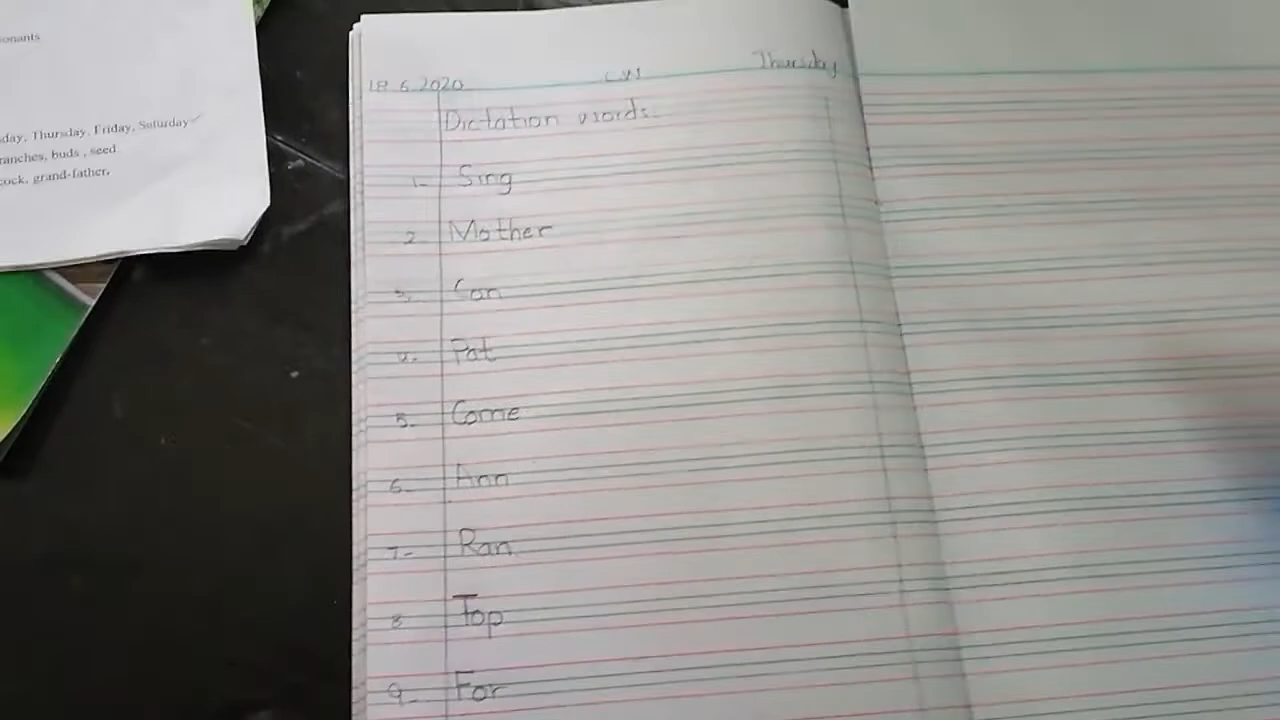 sonants
day, Thursday, Friday, Saturday
ranches, buds , seed
cock, grand-father,
18.6.2020 CW Thursday
Dictation words.
1- Sing
2- Mother
3- Can
4- Pat
5- Come
6- Ann
7- Ran
8 Top
9- For